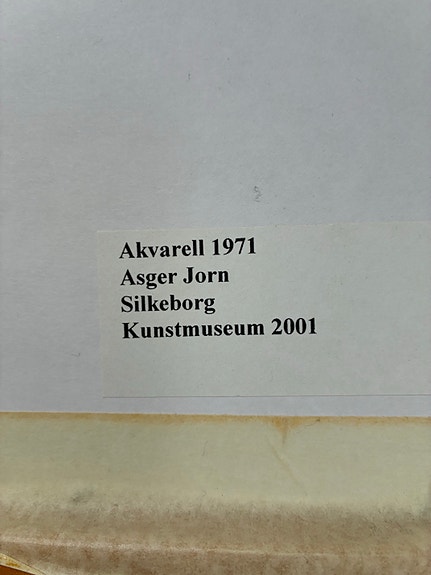 Akvarell 1971
Asger Jorn
Silkeborg
Kunstmuseum 2001